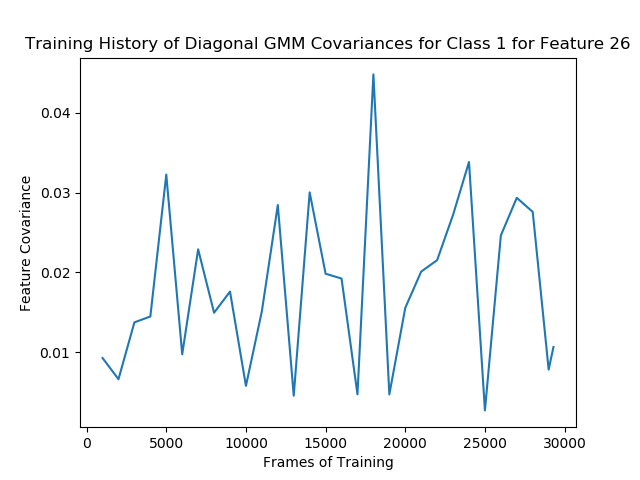 Training History of Diagonal GMM Covariances for Class 1 for Feature 26
0.04
0.03
0.02
0.01
Feature Covariance
0 5000 10000 15000 20000 25000 30000
Frames of Training